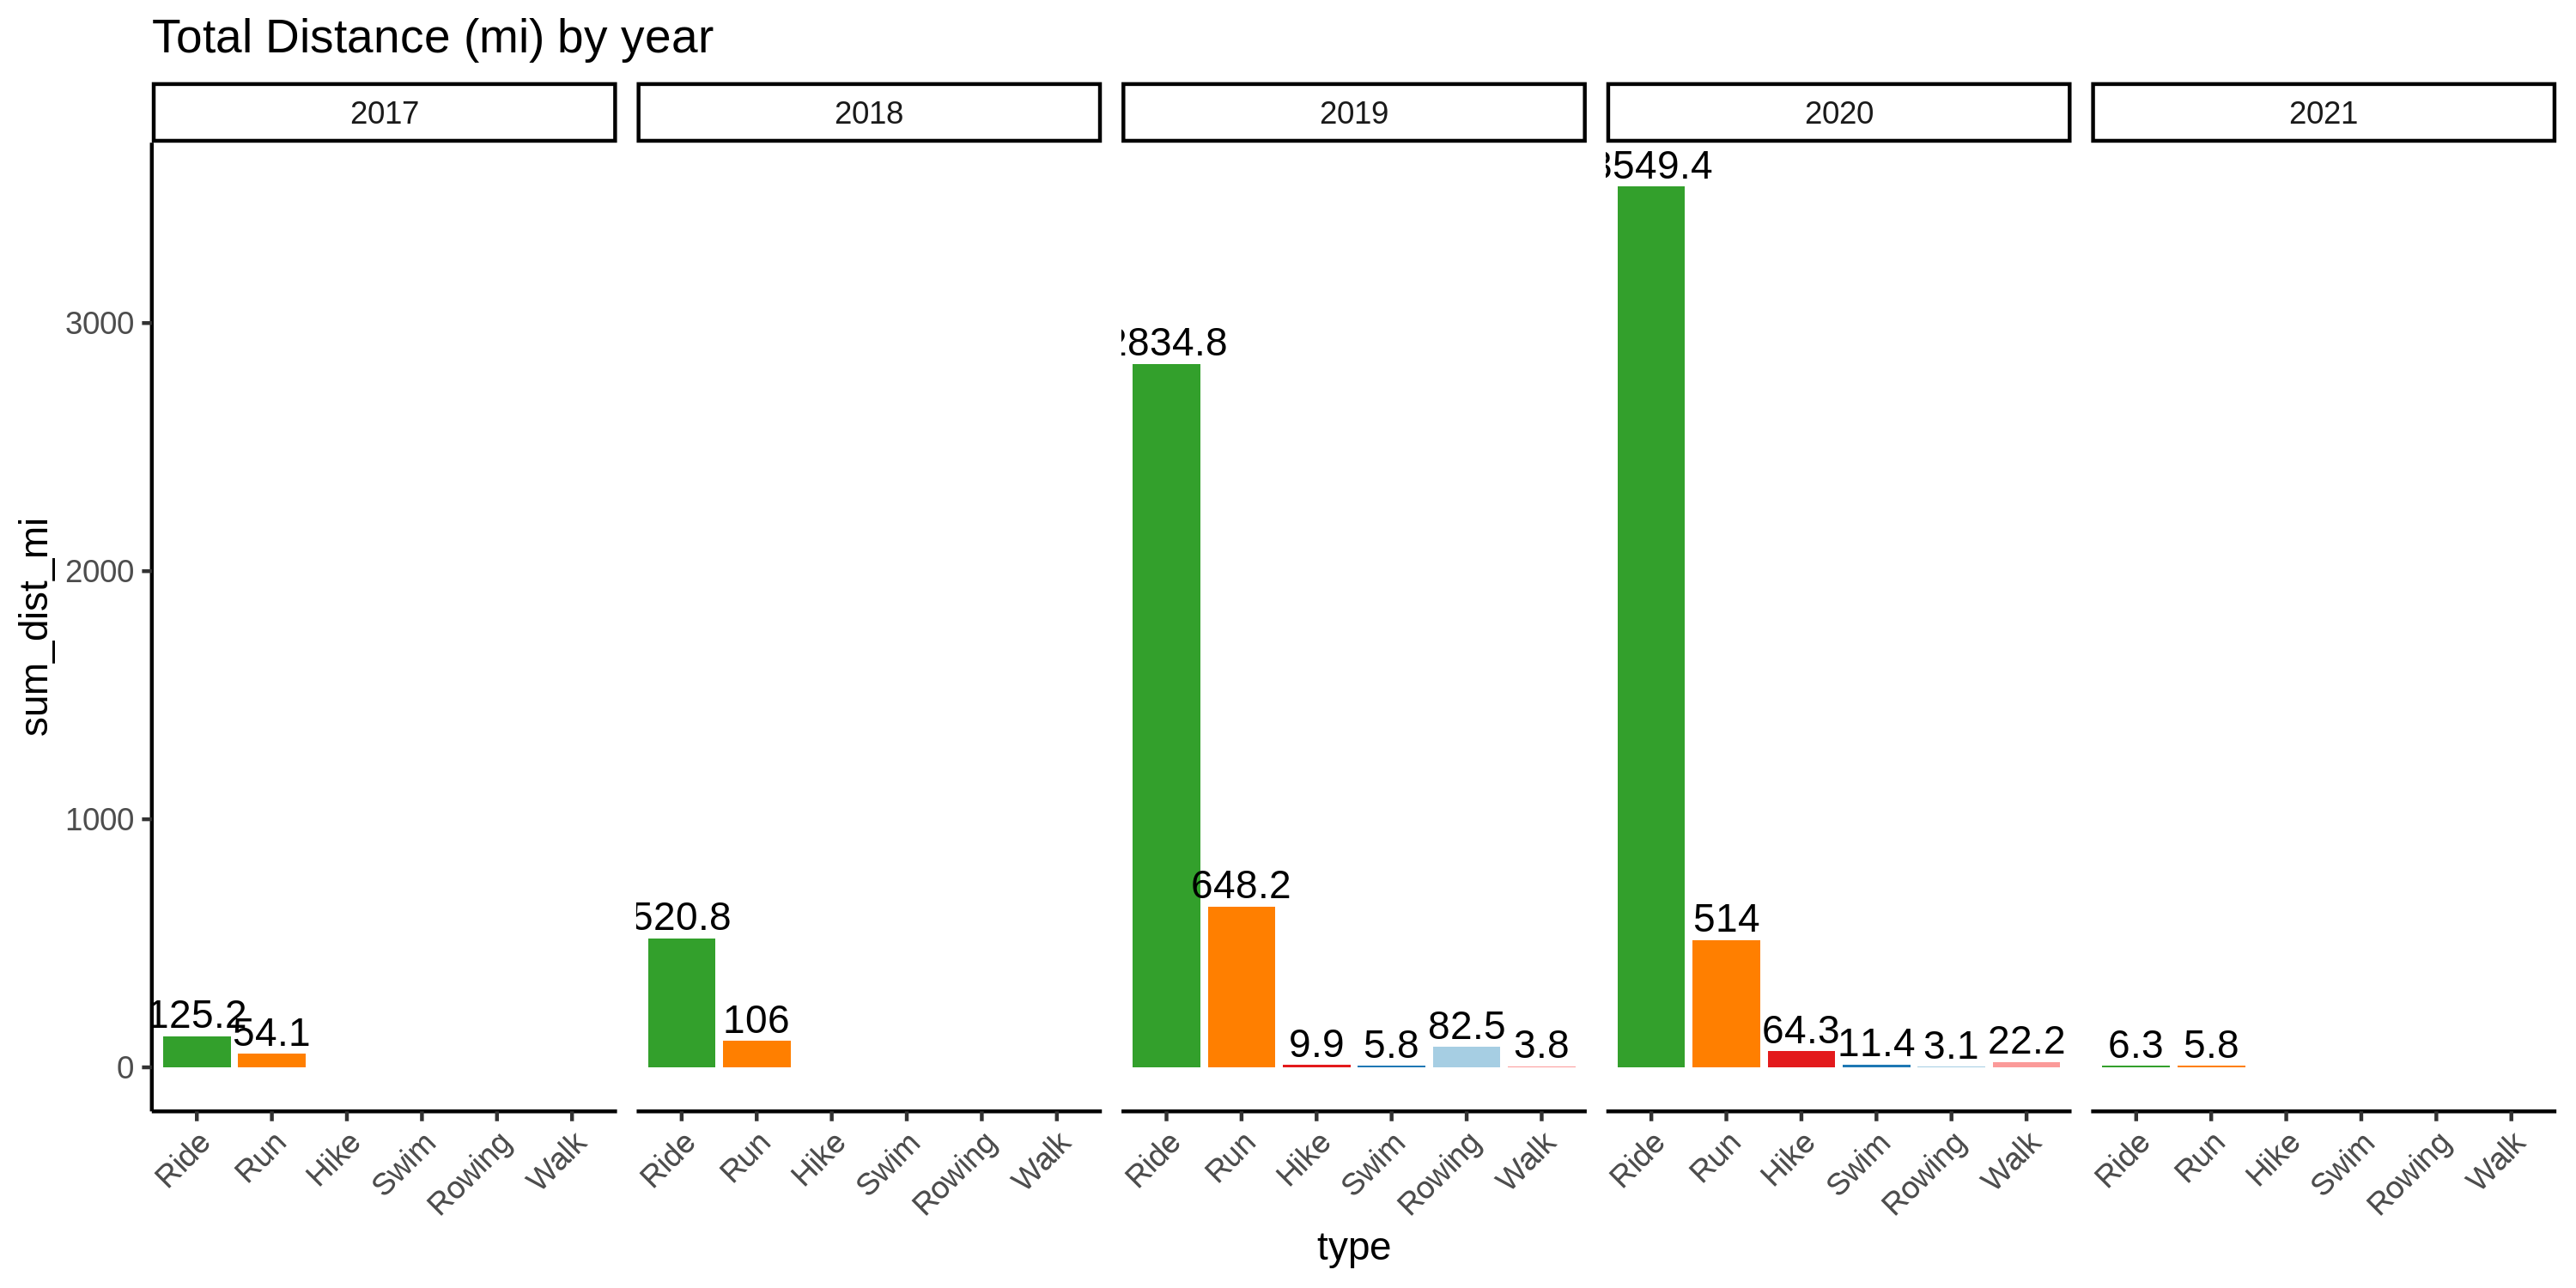 Total Distance (mi) by year
2017 2018 2019 2020 2021
3549.4
3000
2834.8
2000
1000
648.2
520.8
514
125.2 54.1
106
9.9 5.8 82.5 3.8
64.3 11.4 3.1 22.2
6.3 5.8
0
sum_dist_mi
Ride Run Hike Swim Rowing Walk
Ride Run Hike Swim Rowing Walk
Ride Run Hike Swim Rowing Walk
Ride Run Hike Swim Rowing Walk
Ride Run Hike Swim Rowing Walk
type